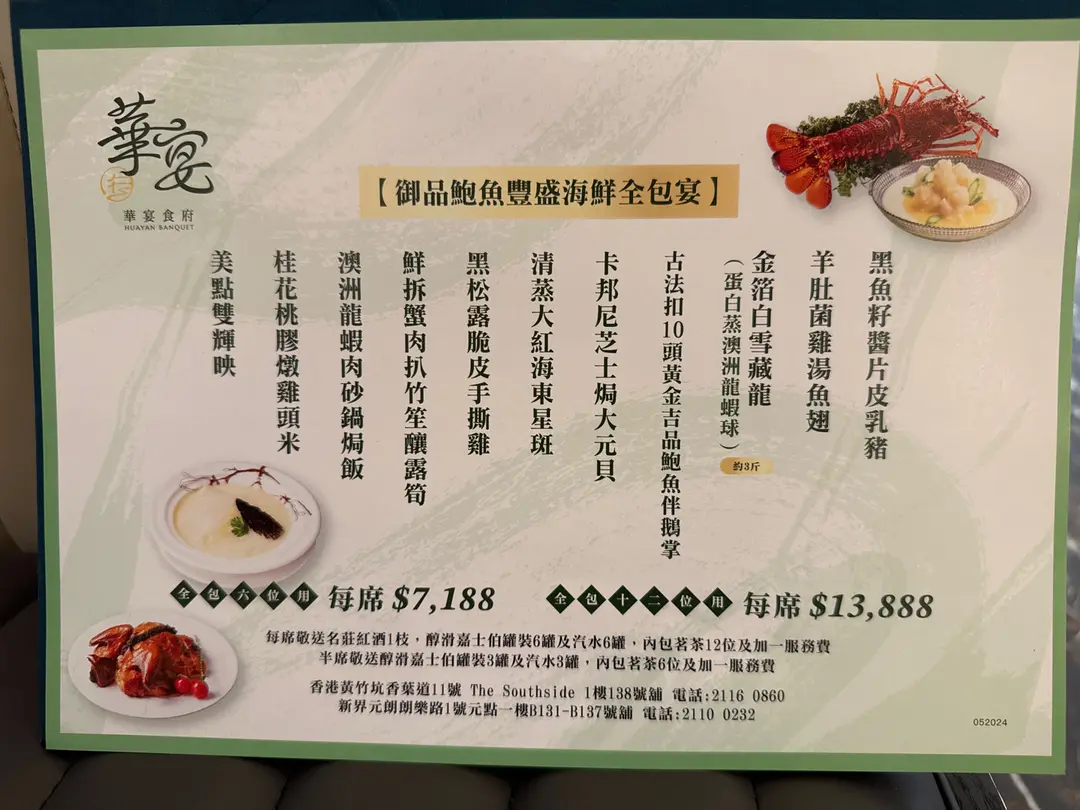 華宴
華宴食府
HUAYAN BANQUET
【御品鮑魚豐盛海鮮全包宴】
黑魚籽醬片皮乳豬
羊肚菌雞湯魚翅
金箔白雪藏龍
（蛋白蒸澳洲龍蝦球）
約3斤
古法扣10頭黃金吉品鮑魚伴鵝掌
卡邦尼芝士焗大元貝
清蒸大紅海東星斑
黑松露脆皮手撕雞
鮮拆蟹肉扒竹笙釀露筍
澳洲龍蝦肉砂鍋焗飯
桂花桃膠燉雞頭米
美點雙輝映
全包六位用 每席 $7,188
全包十二位用 每席 $13,888
每席敬送名莊紅酒1枝，醇滑嘉士伯罐裝6罐及汽水6罐，內包茗茶12位及加一服務費
半席敬送醇滑嘉士伯罐裝3罐及汽水3罐，內包茗茶6位及加一服務費
香港黃竹坑香葉道11號 The Southside 1樓138號舖 電話:2116 0860
新界元朗朗樂路1號元點一樓B131-B137號舖 電話:2110 0232
052024